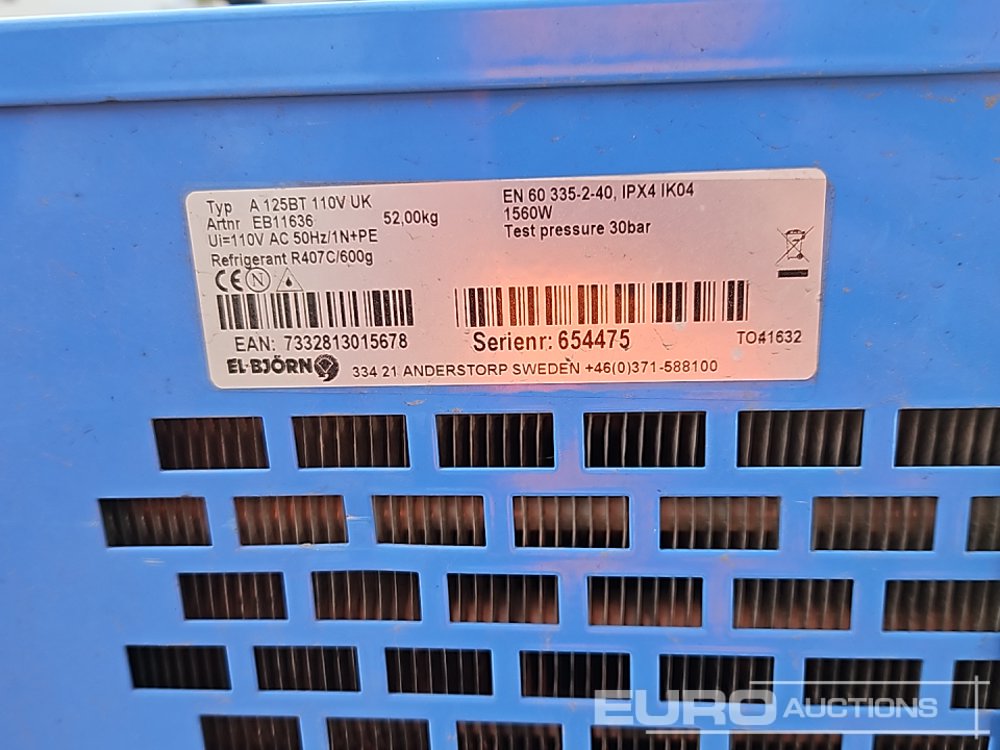 Typ A 125BT 110V UK
Artnr EB11636 52,00kg
Ui=110V AC 50Hz/1N+PE
Refrigerant R407C/600g
CE N
EAN: 7332813015678
EL-BJÖRN
EN 60 335-2-40, IPX4 IK04
1560W
Test pressure 30bar
Serienr: 654475
TO41632
334 21 ANDERSTORP SWEDEN +46(0)371-588100
EURO AUCTIONS